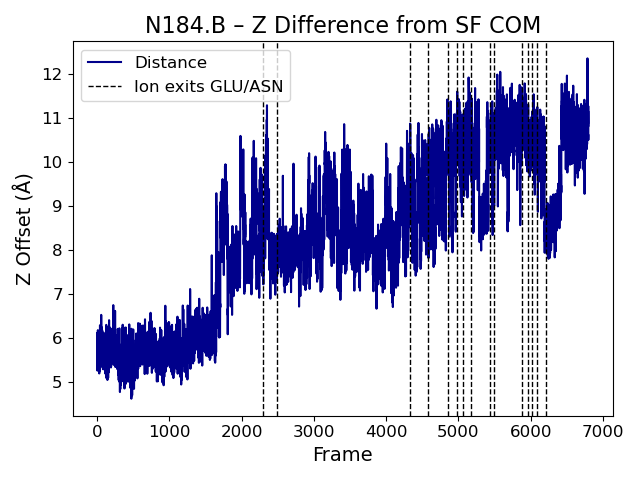 N184.B – Z Difference from SF COM
Distance
Ion exits GLU/ASN
Z Offset (Å)
12
11
10
9
8
7
6
5
0 1000 2000 3000 4000 5000 6000 7000
Frame